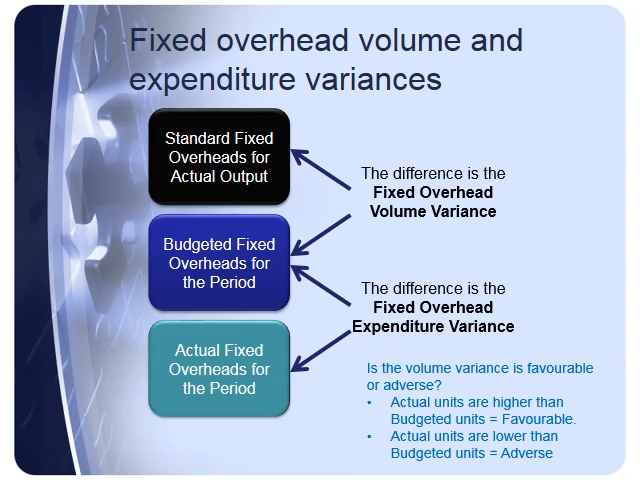 Fixed overhead volume and
expenditure variances
Standard Fixed
Overheads for
Actual Output
The difference is the
Fixed Overhead
Volume Variance
Budgeted Fixed
Overheads for
the Period
The difference is the
Fixed Overhead
Expenditure Variance
Actual Fixed
Overheads for
the Period
Is the volume variance is favourable
or adverse?
• Actual units are higher than
Budgeted units = Favourable.
• Actual units are lower than
Budgeted units = Adverse